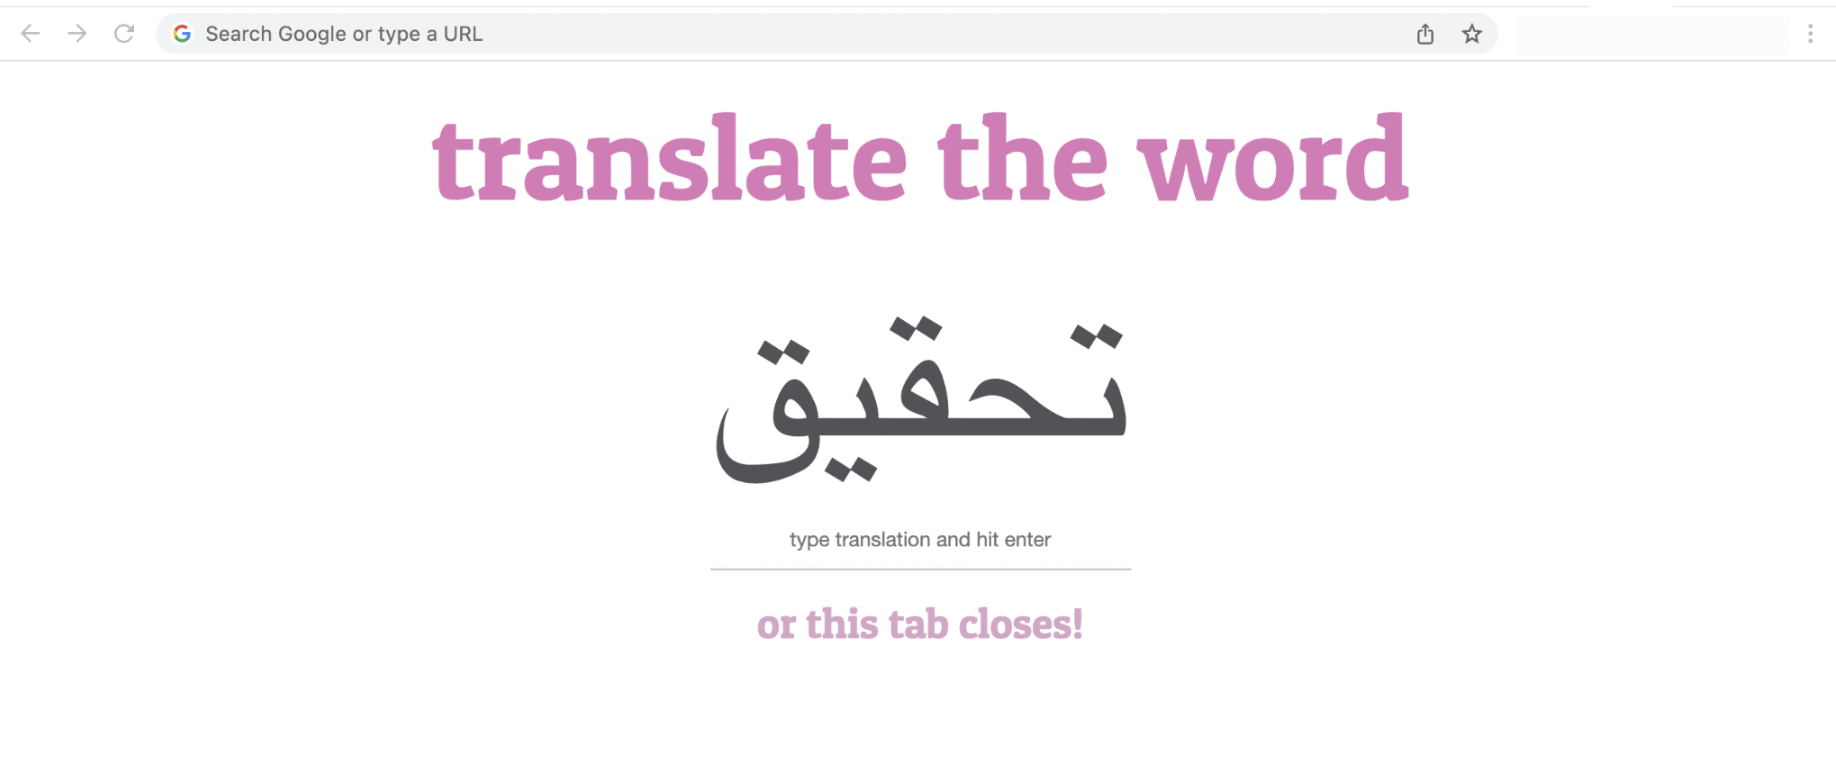 Search Google or type a URL
translate the word
تحقيق
type translation and hit enter
or this tab closes!